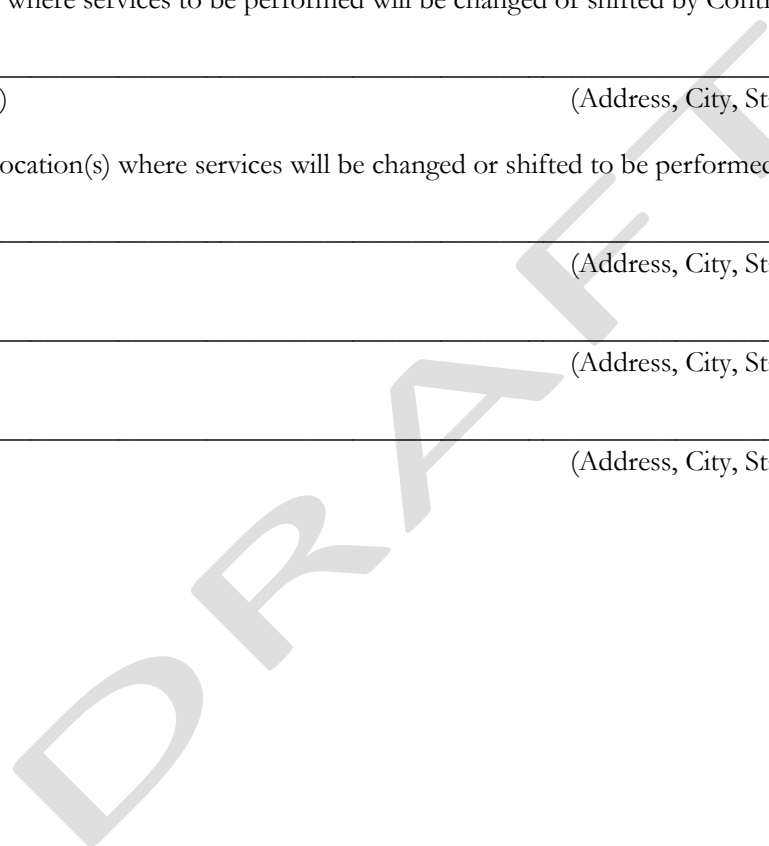 where services to be performed will be changed or shifted by Cont
) (Address, City, St
ocation(s) where services will be changed or shifted to be performed
(Address, City, St
(Address, City, St
(Address, City, St
DRAFT